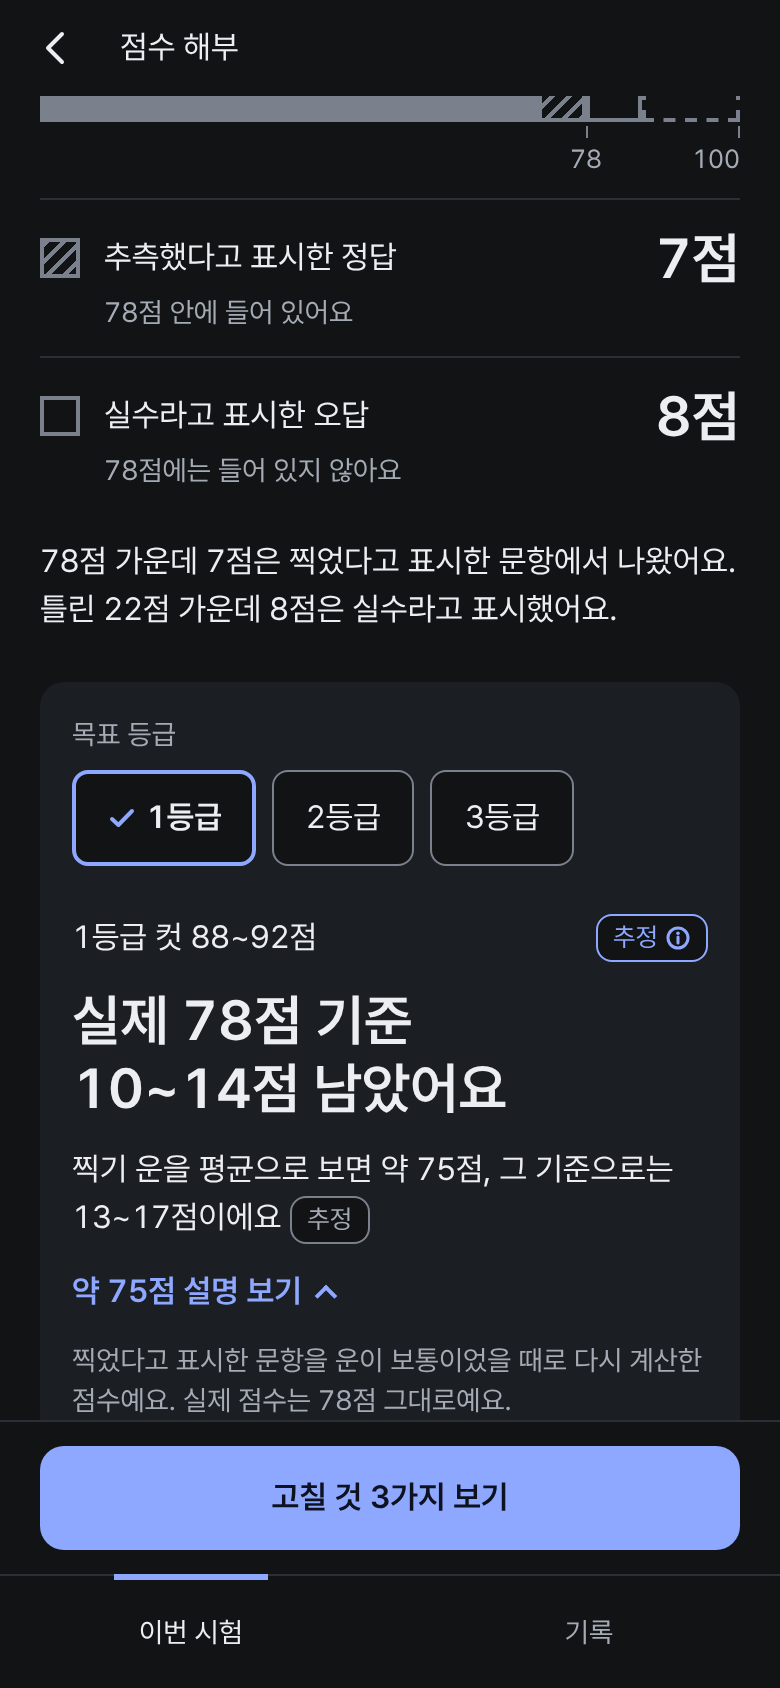 점수 해부
78
100
추측했다고 표시한 정답
7점
78점 안에 들어 있어요
실수라고 표시한 오답
8점
78점에는 들어 있지 않아요
78점 가운데 7점은 찍었다고 표시한 문항에서 나왔어요.
틀린 22점 가운데 8점은 실수라고 표시했어요.
목표 등급
1등급
2등급
3등급
1등급 컷 88~92점
추정
실제 78점 기준
10~14점 남았어요
찍기 운을 평균으로 보면 약 75점, 그 기준으로는
13~17점이에요 추정
약 75점 설명 보기
찍었다고 표시한 문항을 운이 보통이었을 때로 다시 계산한
점수예요. 실제 점수는 78점 그대로예요.
고칠 것 3가지 보기
이번 시험
기록